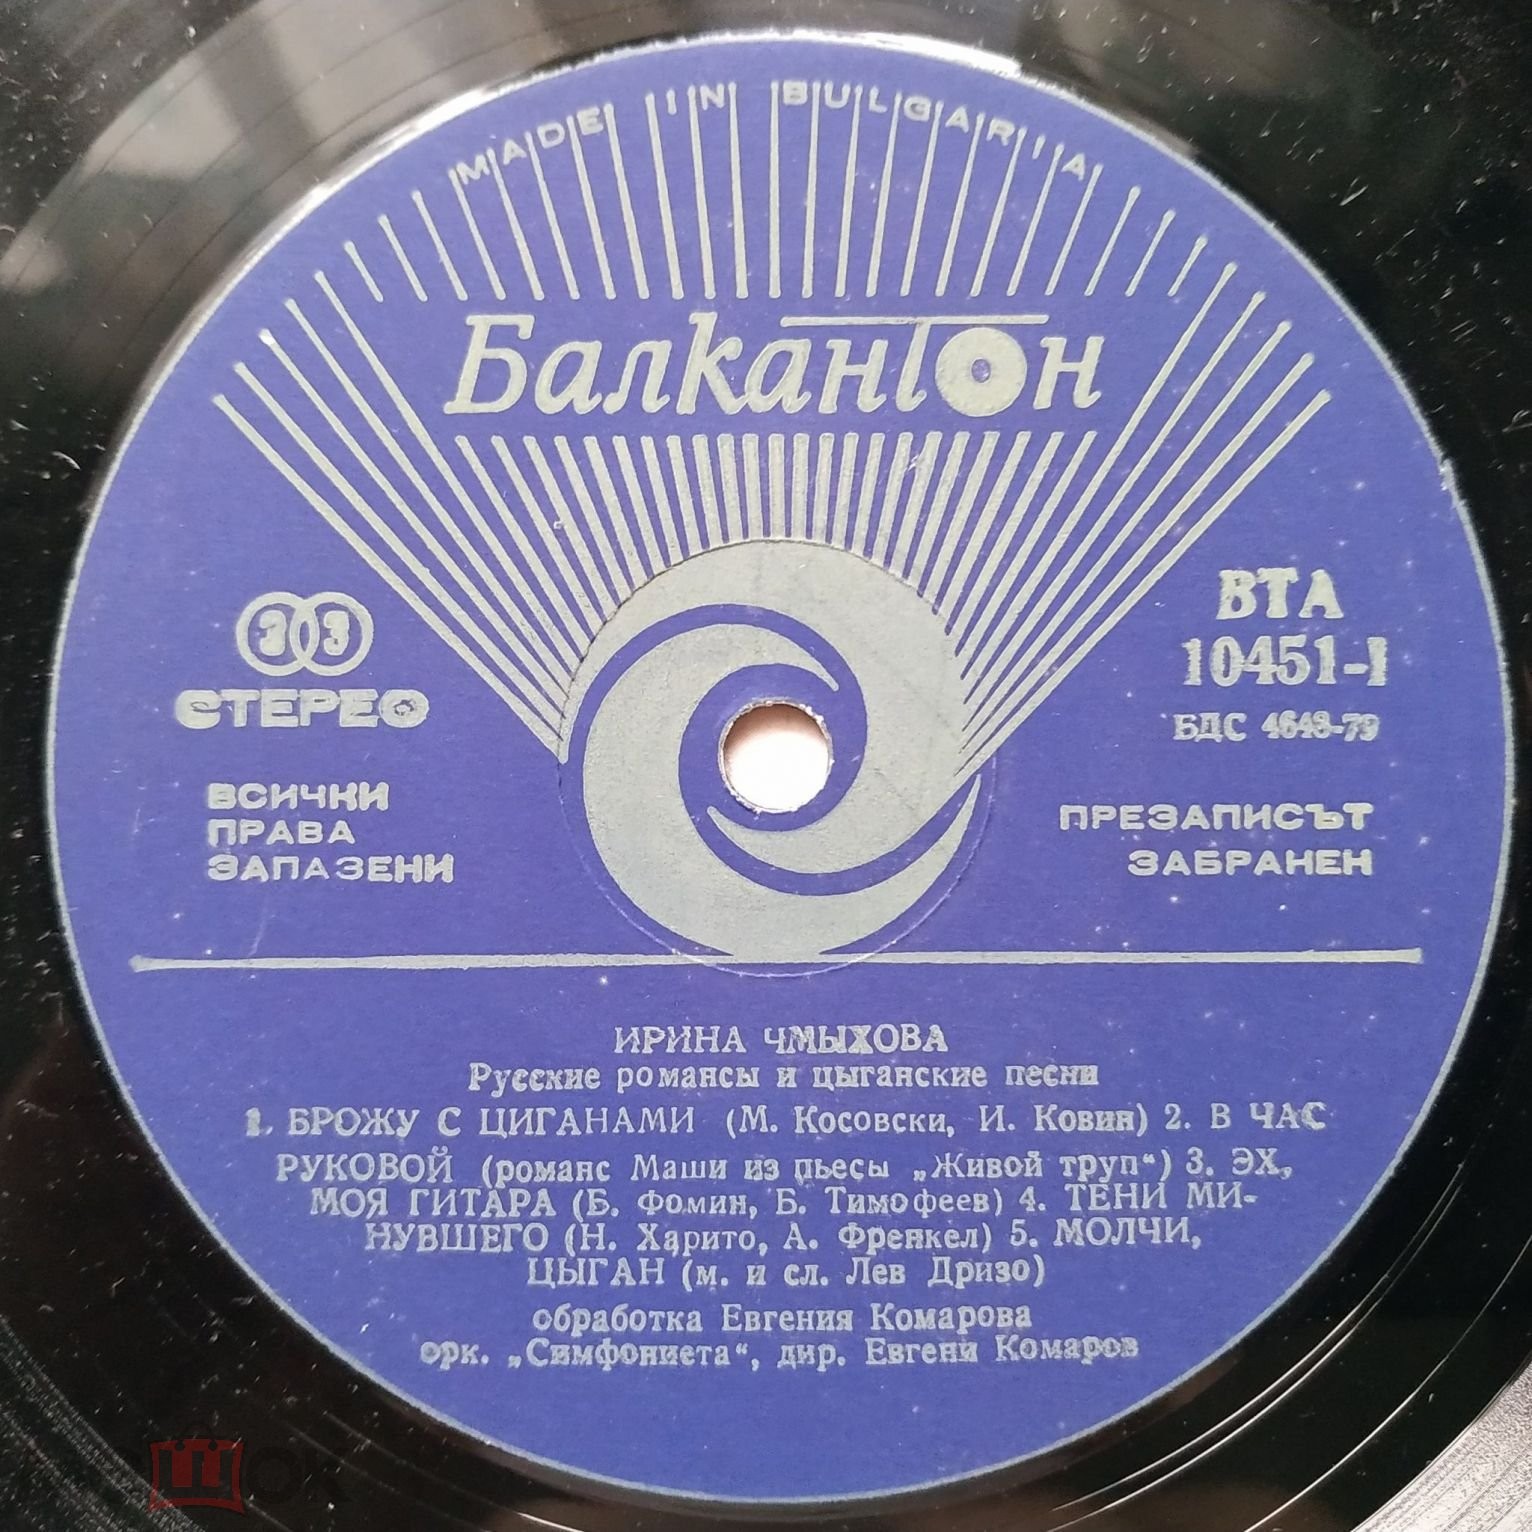 MADE IN BULGARIA
Балкантон
33
СТЕРЕО
ВСИЧКИ
ПРАВА
ЗАПАЗЕНИ
ВТА
10451-I
БДС 4643-79
ПРЕЗАПИСЪТ
ЗАБРАНЕН
ИРИНА ЧМЫХОВА
Русские романсы и цыганские песни
1. БРОЖУ С ЦИГАНАМИ (М. Косовски, И. Ковин) 2. В ЧАС
РУКОВОЙ (романс Маши из пьесы „Живой труп“) 3. ЭХ,
МОЯ ГИТАРА (Б. Фомин, Б. Тимофеев) 4. ТЕНИ МИ-
НУВШЕГО (Н. Харито, А. Френкел) 5. МОЛЧИ,
ЦЫГАН (м. и сл. Лев Дризо)
обработка Евгения Комарова
орк. „Симфониета“, дир. Евгени Комаров